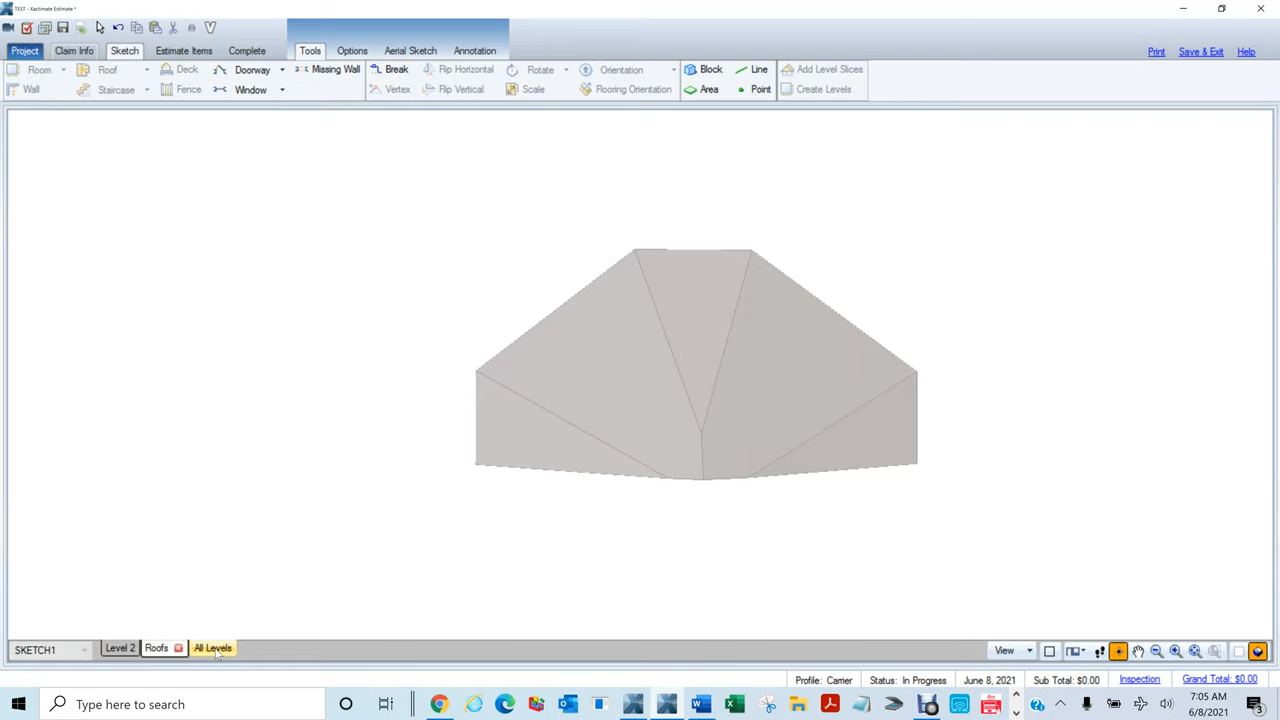 TEST - Xactimate Estimate *
Project Claim Info Sketch Estimate Items Complete Tools Options Aerial Sketch Annotation Print Save & Exit Help
Room Roof Deck Doorway Missing Wall Break Flip Horizontal Rotate Orientation Block Line Add Level Slices
Wall Staircase Fence Window Vertex Flip Vertical Scale Flooring Orientation Area Point Create Levels
SKETCH1 Level 2 Roofs All Levels View
Profile: Carrier Status: In Progress June 8, 2021 Sub Total: $0.00 Inspection Grand Total: $0.00
Type here to search 7:05 AM
6/8/2021 3